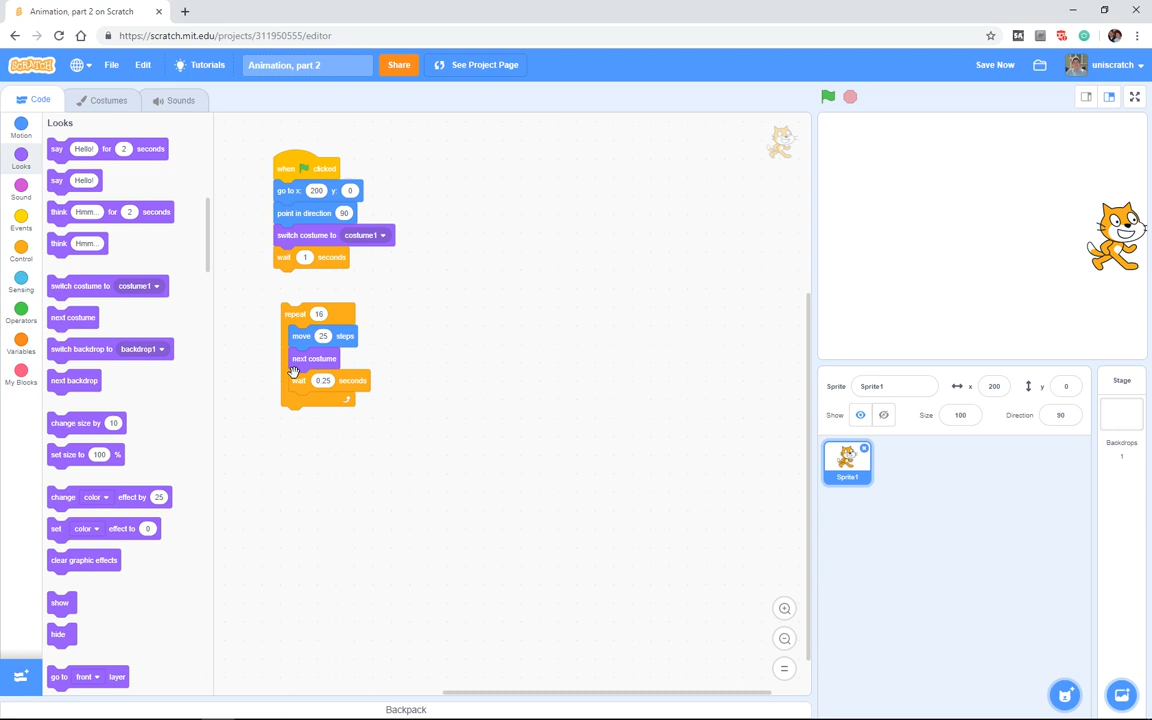 Animation, part 2 on Scratch
https://scratch.mit.edu/projects/311950555/editor
SCRATCH File Edit Tutorials Animation, part 2 Share See Project Page Save Now uniscratch
Code Costumes Sounds
Motion
Looks
Sound
Events
Control
Sensing
Operators
Variables
My Blocks
Looks
say Hello! for 2 seconds
say Hello!
think Hmm... for 2 seconds
think Hmm...
switch costume to costume1
next costume
switch backdrop to backdrop1
next backdrop
change size by 10
set size to 100 %
change color effect by 25
set color effect to 0
clear graphic effects
show
hide
go to front layer
when clicked
go to x: 200 y: 0
point in direction 90
switch costume to costume1
wait 1 seconds
repeat 16
move 25 steps
next costume
wait 0.25 seconds
Sprite Sprite1 x 200 y 0
Show Size 100 Direction 90
Sprite1
Stage
Backdrops
1
Backpack